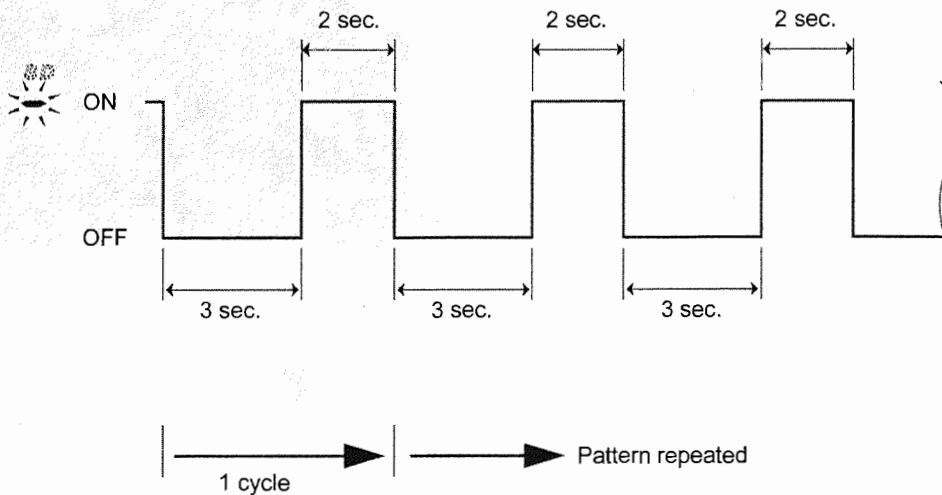 2 sec. 2 sec. 2 sec.
ON
OFF
3 sec. 3 sec. 3 sec.
Pattern repeated
1 cycle